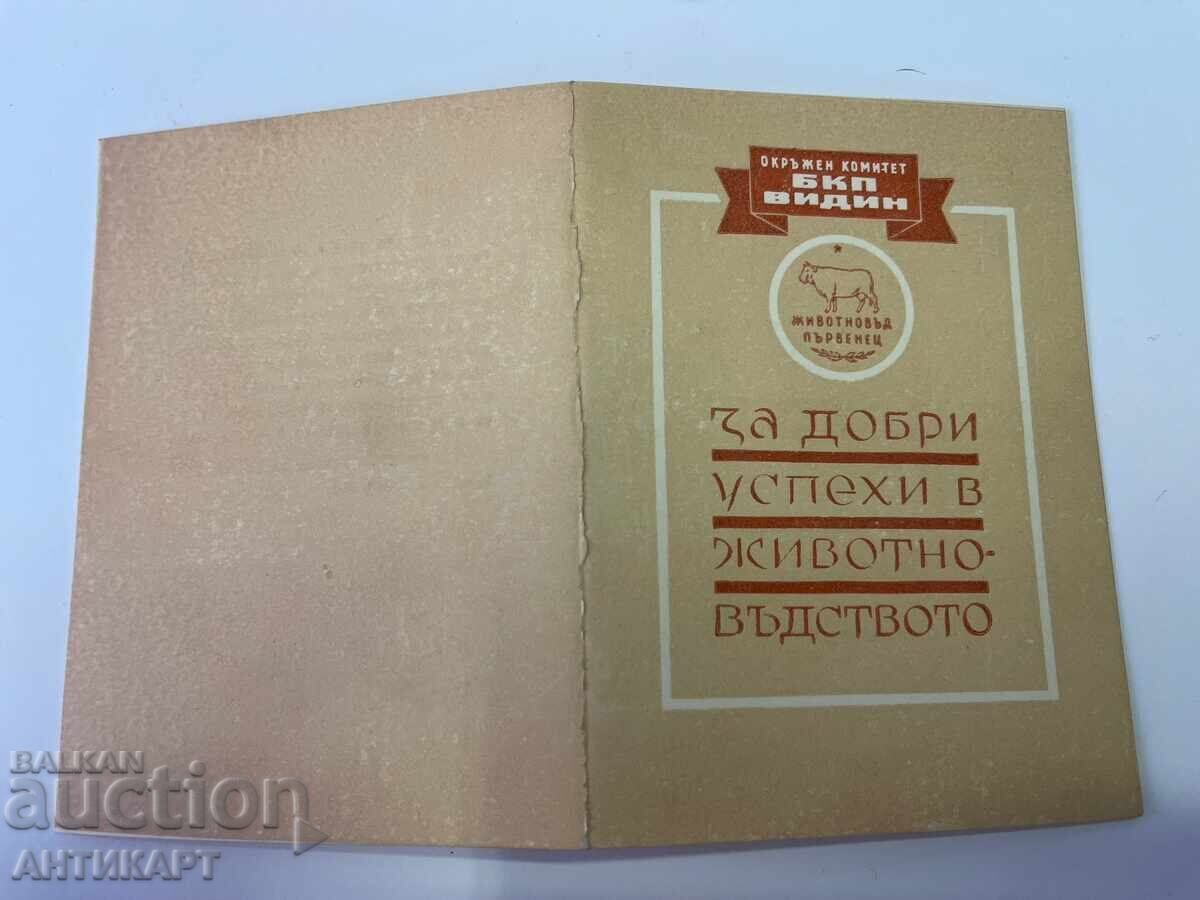 ОКРЪЖЕН КОМИТЕТ
БКП
ВИДИН
ЖИВОТНОВЪД
ПЪРВЕНЕЦ
ЗА ДОБРИ
УСПЕХИ В
ЖИВОТНО-
ВЪДСТВОТО
BALKAN
auction
АНТИКАРТ